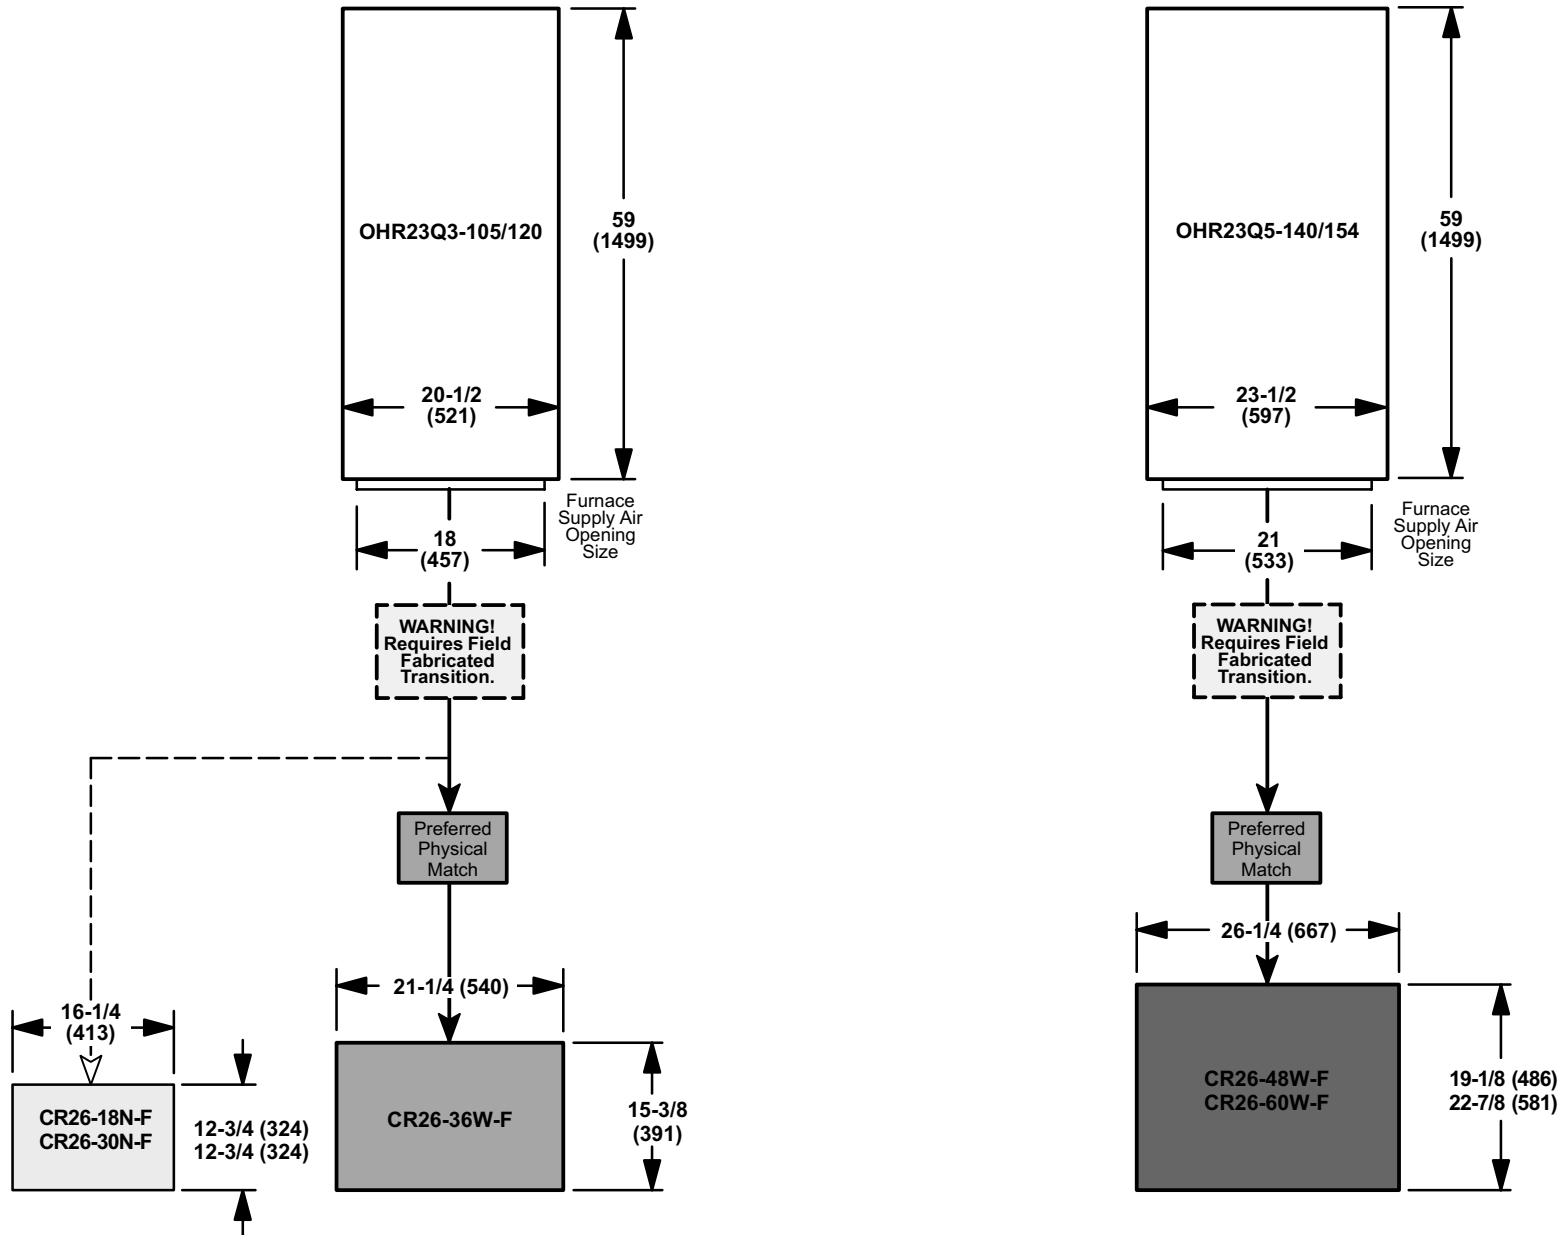 OHR23Q3-105/120
59
(1499)
20-1/2
(521)
Furnace
Supply Air
Opening
Size
18
(457)
WARNING!
Requires Field
Fabricated
Transition.
Preferred
Physical
Match
16-1/4
(413)
CR26-18N-F
CR26-30N-F
12-3/4 (324)
12-3/4 (324)
21-1/4 (540)
CR26-36W-F
15-3/8
(391)
OHR23Q5-140/154
59
(1499)
23-1/2
(597)
Furnace
Supply Air
Opening
Size
21
(533)
WARNING!
Requires Field
Fabricated
Transition.
Preferred
Physical
Match
26-1/4 (667)
CR26-48W-F
CR26-60W-F
19-1/8 (486)
22-7/8 (581)